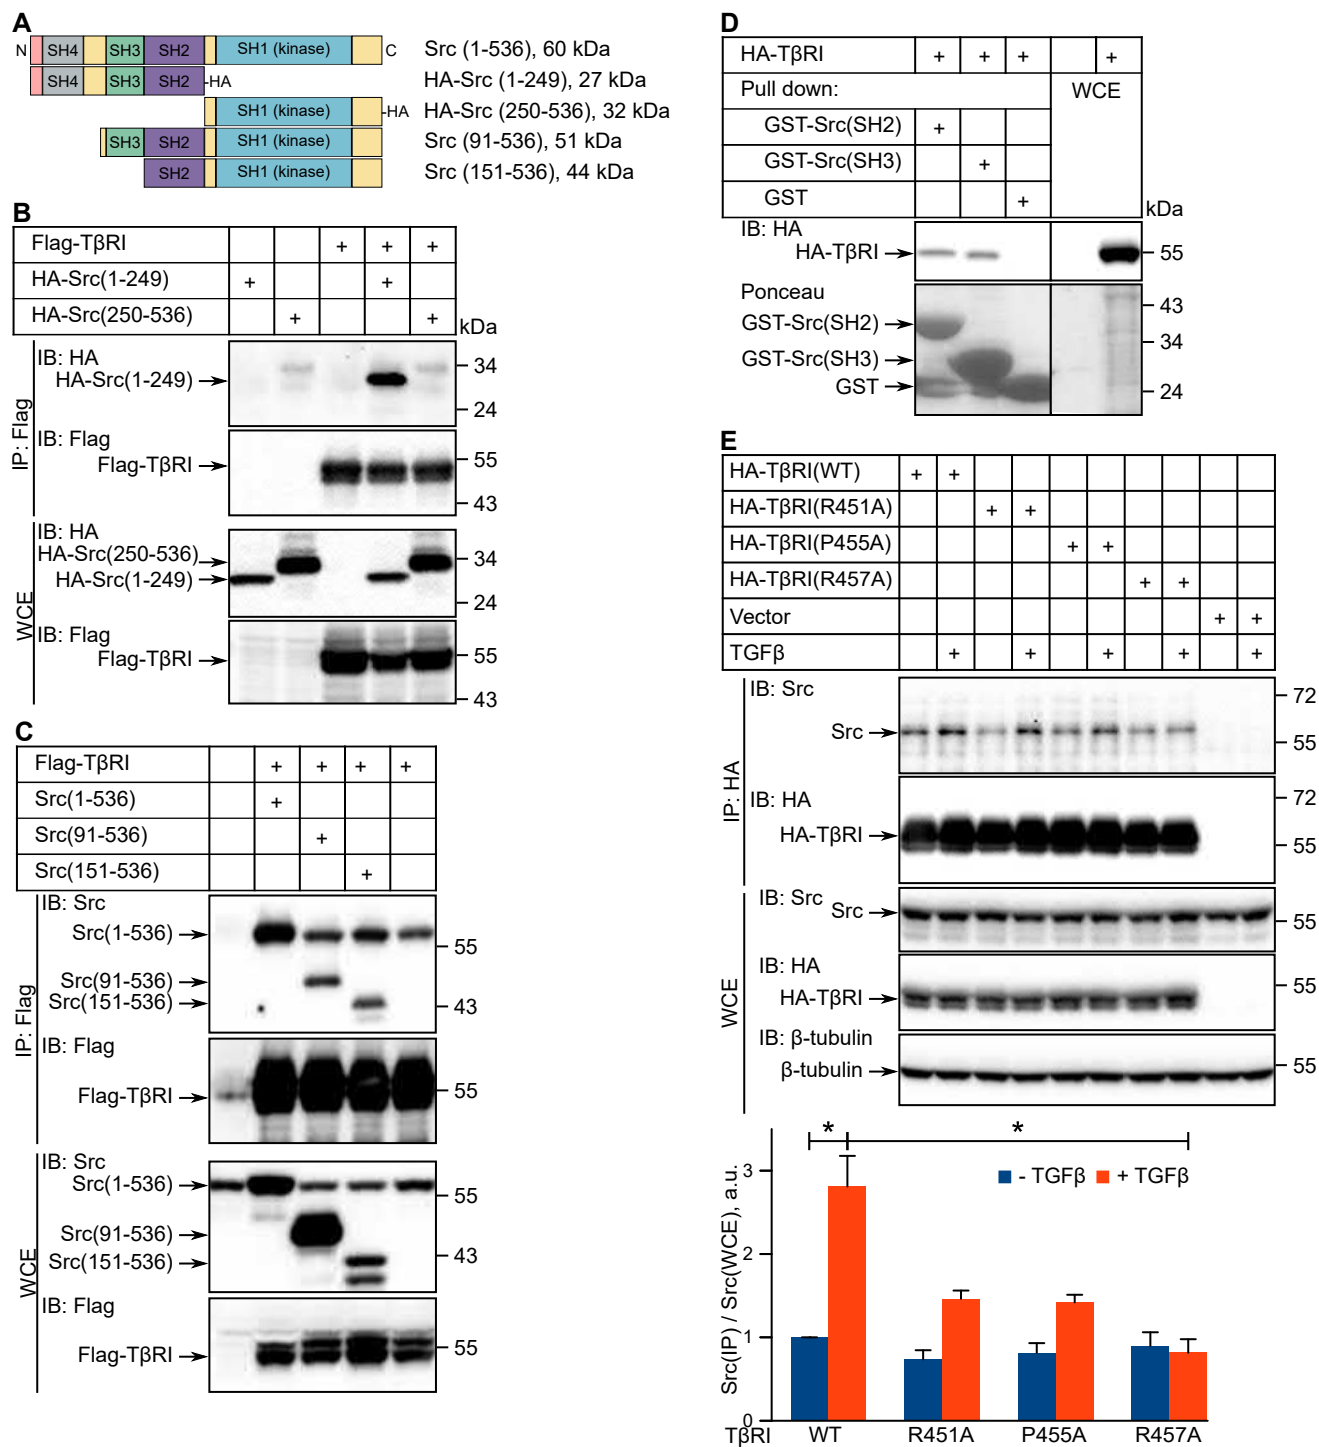 A
N SH4 SH3 SH2 SH1 (kinase) C Src (1-536), 60 kDa
SH4 SH3 SH2 -HA HA-Src (1-249), 27 kDa
SH1 (kinase) -HA HA-Src (250-536), 32 kDa
SH3 SH2 SH1 (kinase) Src (91-536), 51 kDa
SH2 SH1 (kinase) Src (151-536), 44 kDa
B
Flag-TβRI + + +
HA-Src(1-249) + +
HA-Src(250-536) + +
kDa
IP: Flag
IB: HA
HA-Src(1-249)
34
24
IB: Flag
Flag-TβRI
55
43
WCE
IB: HA
HA-Src(250-536)
HA-Src(1-249)
34
24
IB: Flag
Flag-TβRI
55
43
C
Flag-TβRI + + + +
Src(1-536) +
Src(91-536) +
Src(151-536) +
IP: Flag
IB: Src
Src(1-536)
55
Src(91-536)
Src(151-536)
43
IB: Flag
Flag-TβRI
55
WCE
IB: Src
Src(1-536)
55
Src(91-536)
Src(151-536)
43
IB: Flag
Flag-TβRI
55
D
HA-TβRI + + + +
Pull down: WCE
GST-Src(SH2) +
GST-Src(SH3) +
GST +
kDa
IB: HA
HA-TβRI
55
Ponceau
GST-Src(SH2)
GST-Src(SH3)
GST
43
34
24
E
HA-TβRI(WT) + +
HA-TβRI(R451A) + +
HA-TβRI(P455A) + +
HA-TβRI(R457A) + +
Vector + +
TGFβ + + + + +
IP: HA
IB: Src
Src
72
55
IB: HA
HA-TβRI
72
55
WCE
IB: Src
Src
55
IB: HA
HA-TβRI
55
IB: β-tubulin
β-tubulin
55
* *
- TGFβ + TGFβ
Src(IP) / Src(WCE), a.u.
3
2
1
0
TβRI WT R451A P455A R457A